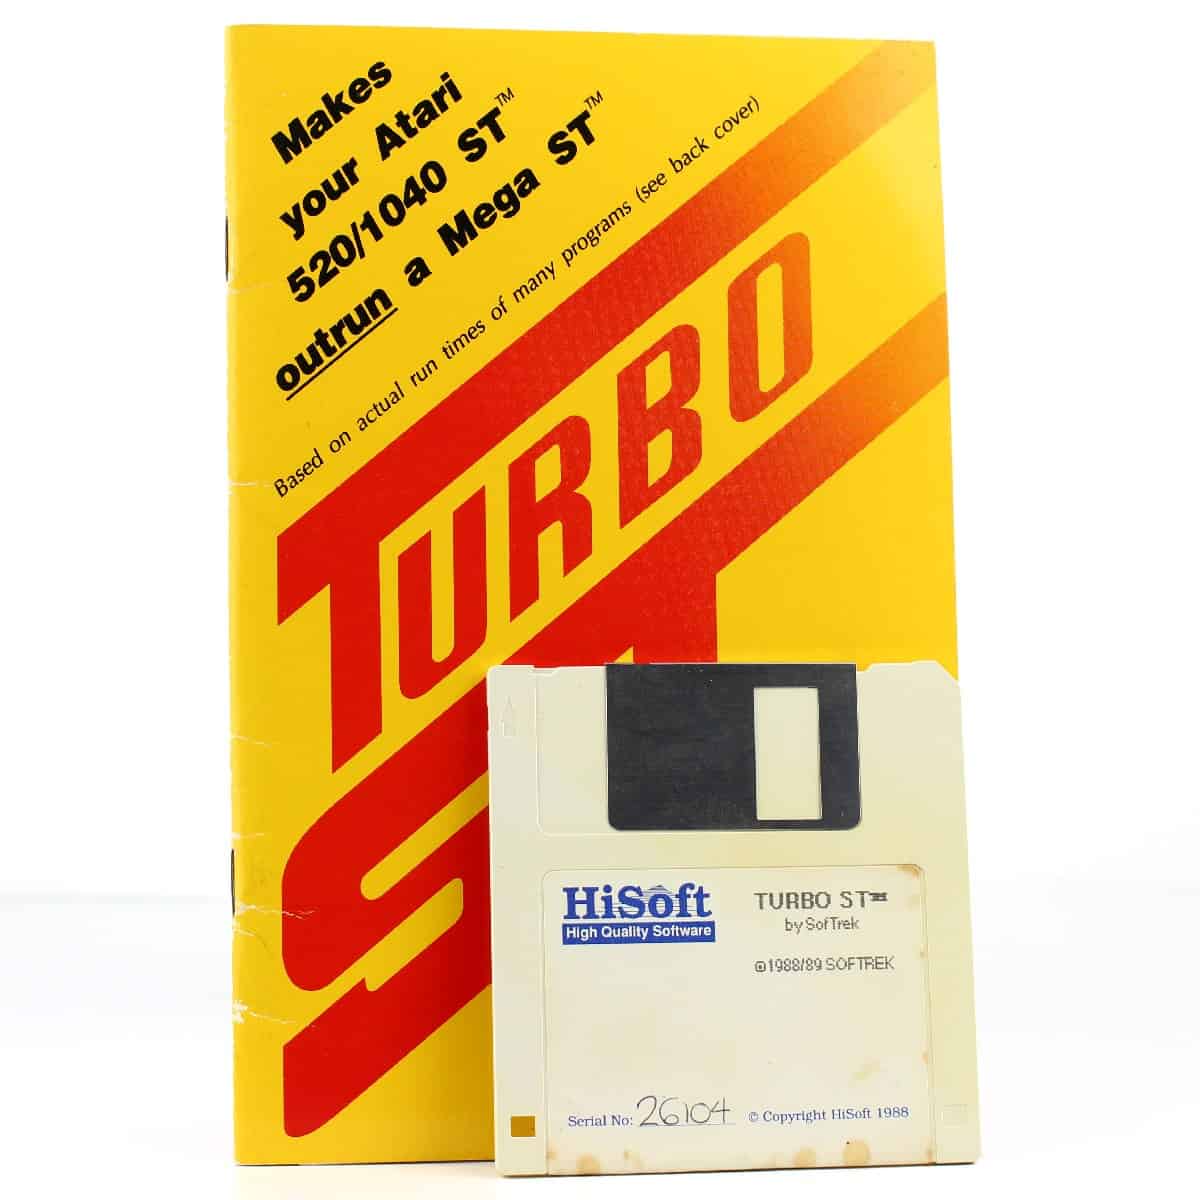 Makes
your Atari
520/1040 ST™
outrun a Mega ST™
Based on actual run times of many programs (see back cover)
TURBO
ST
HiSoft
High Quality Software
TURBO ST™
by SofTrek
©1988/89 SOFTREK
Serial No: 26104 © Copyright HiSoft 1988